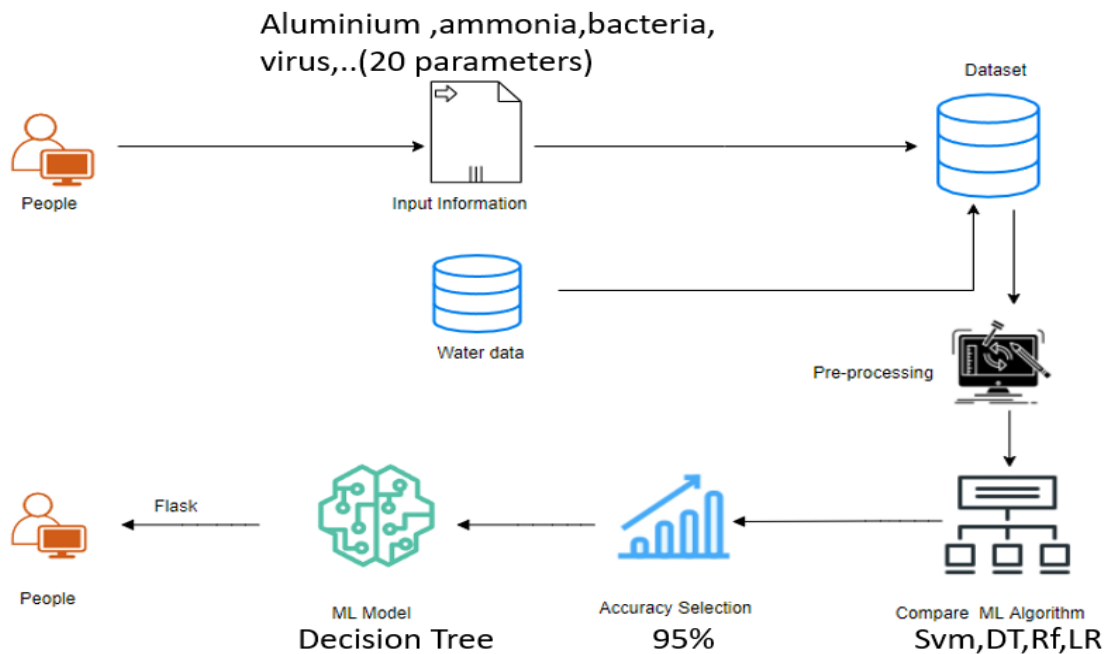 Aluminium ,ammonia,bacteria,
virus,..(20 parameters)
Dataset
People
Input Information
Water data
Pre-processing
Flask
People
ML Model
Decision Tree
Accuracy Selection
95%
Compare ML Algorithm
Svm,DT,Rf,LR